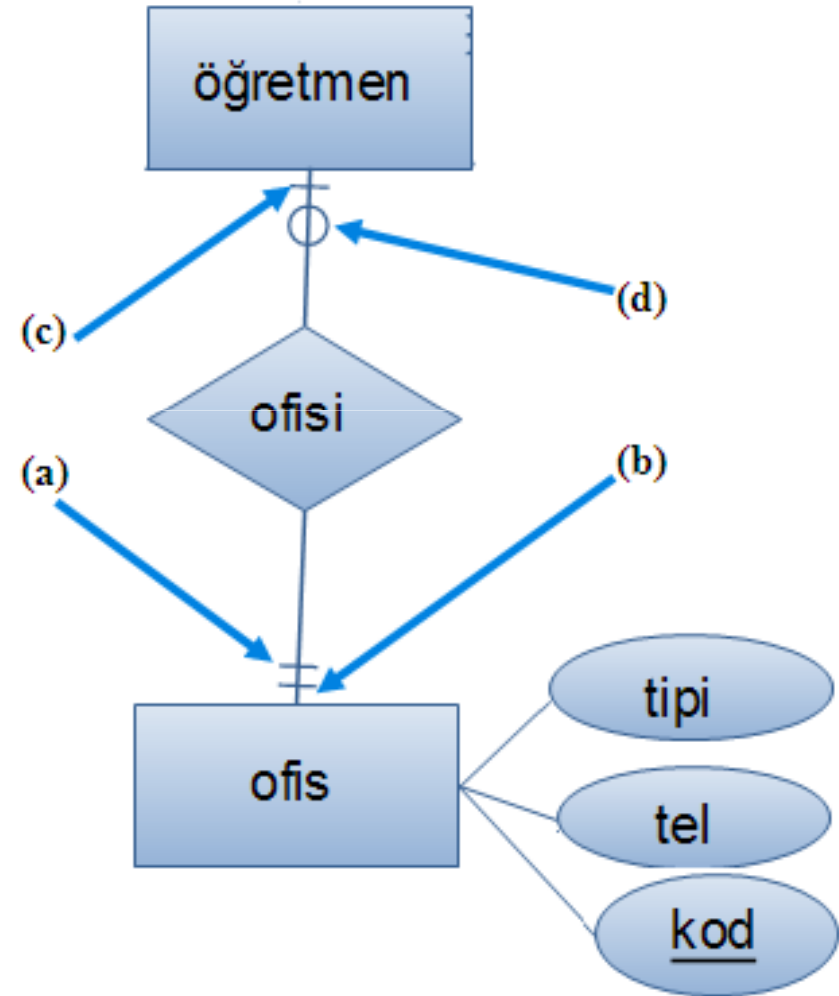 öğretmen
(c)
(d)
ofisi
(a)
(b)
ofis
tipi
tel
kod